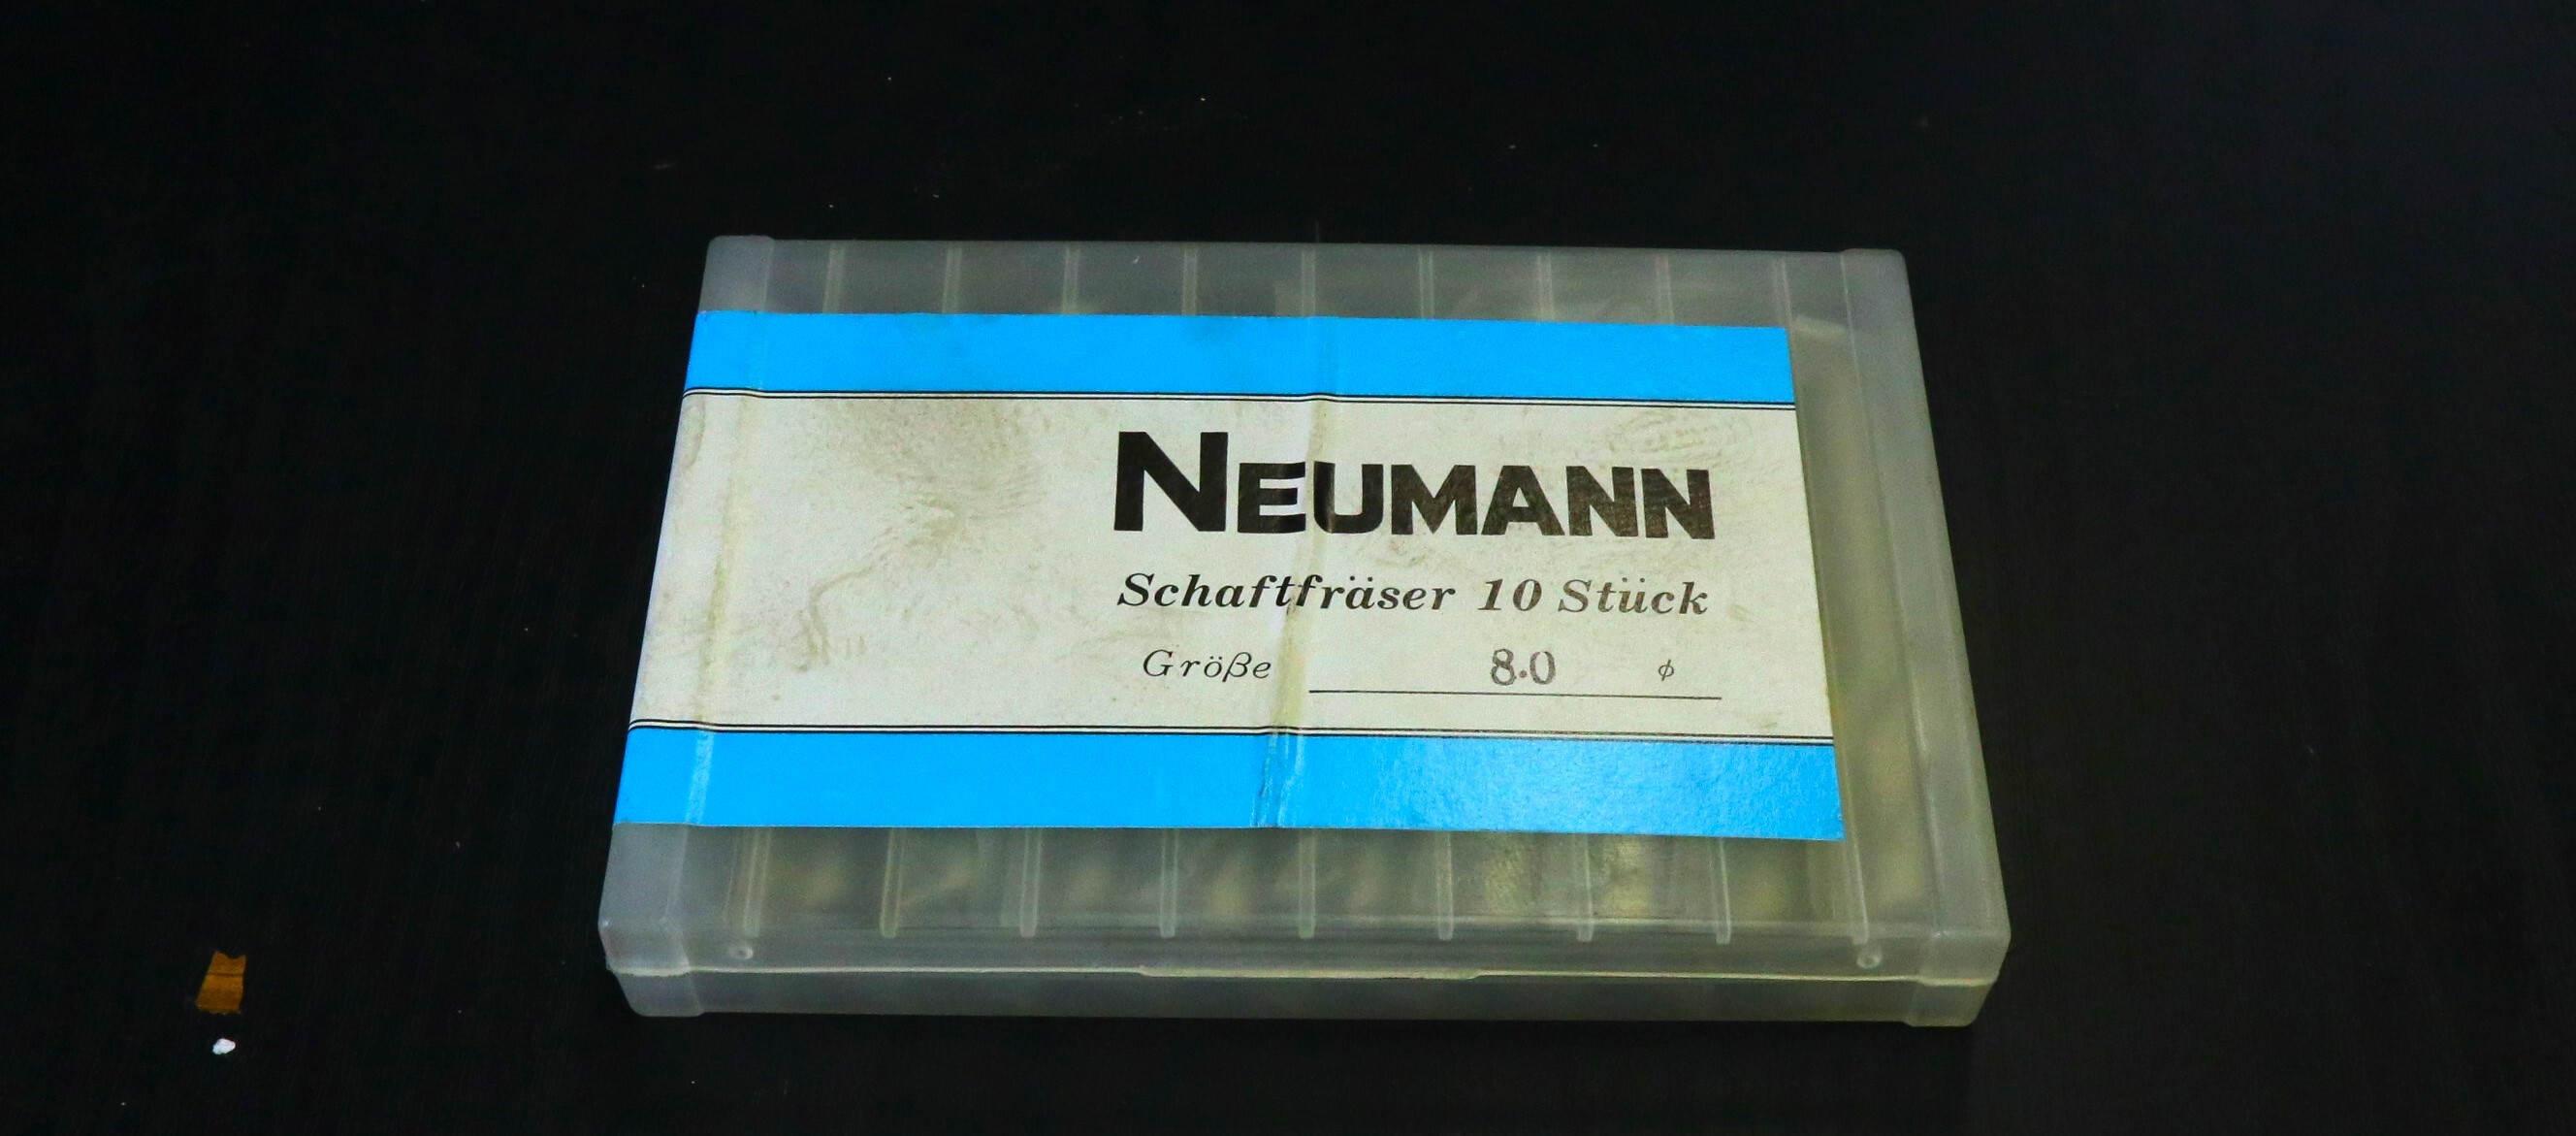 NEUMANN
Schaftfräser 10 Stück
Größe 8.0 ϕ